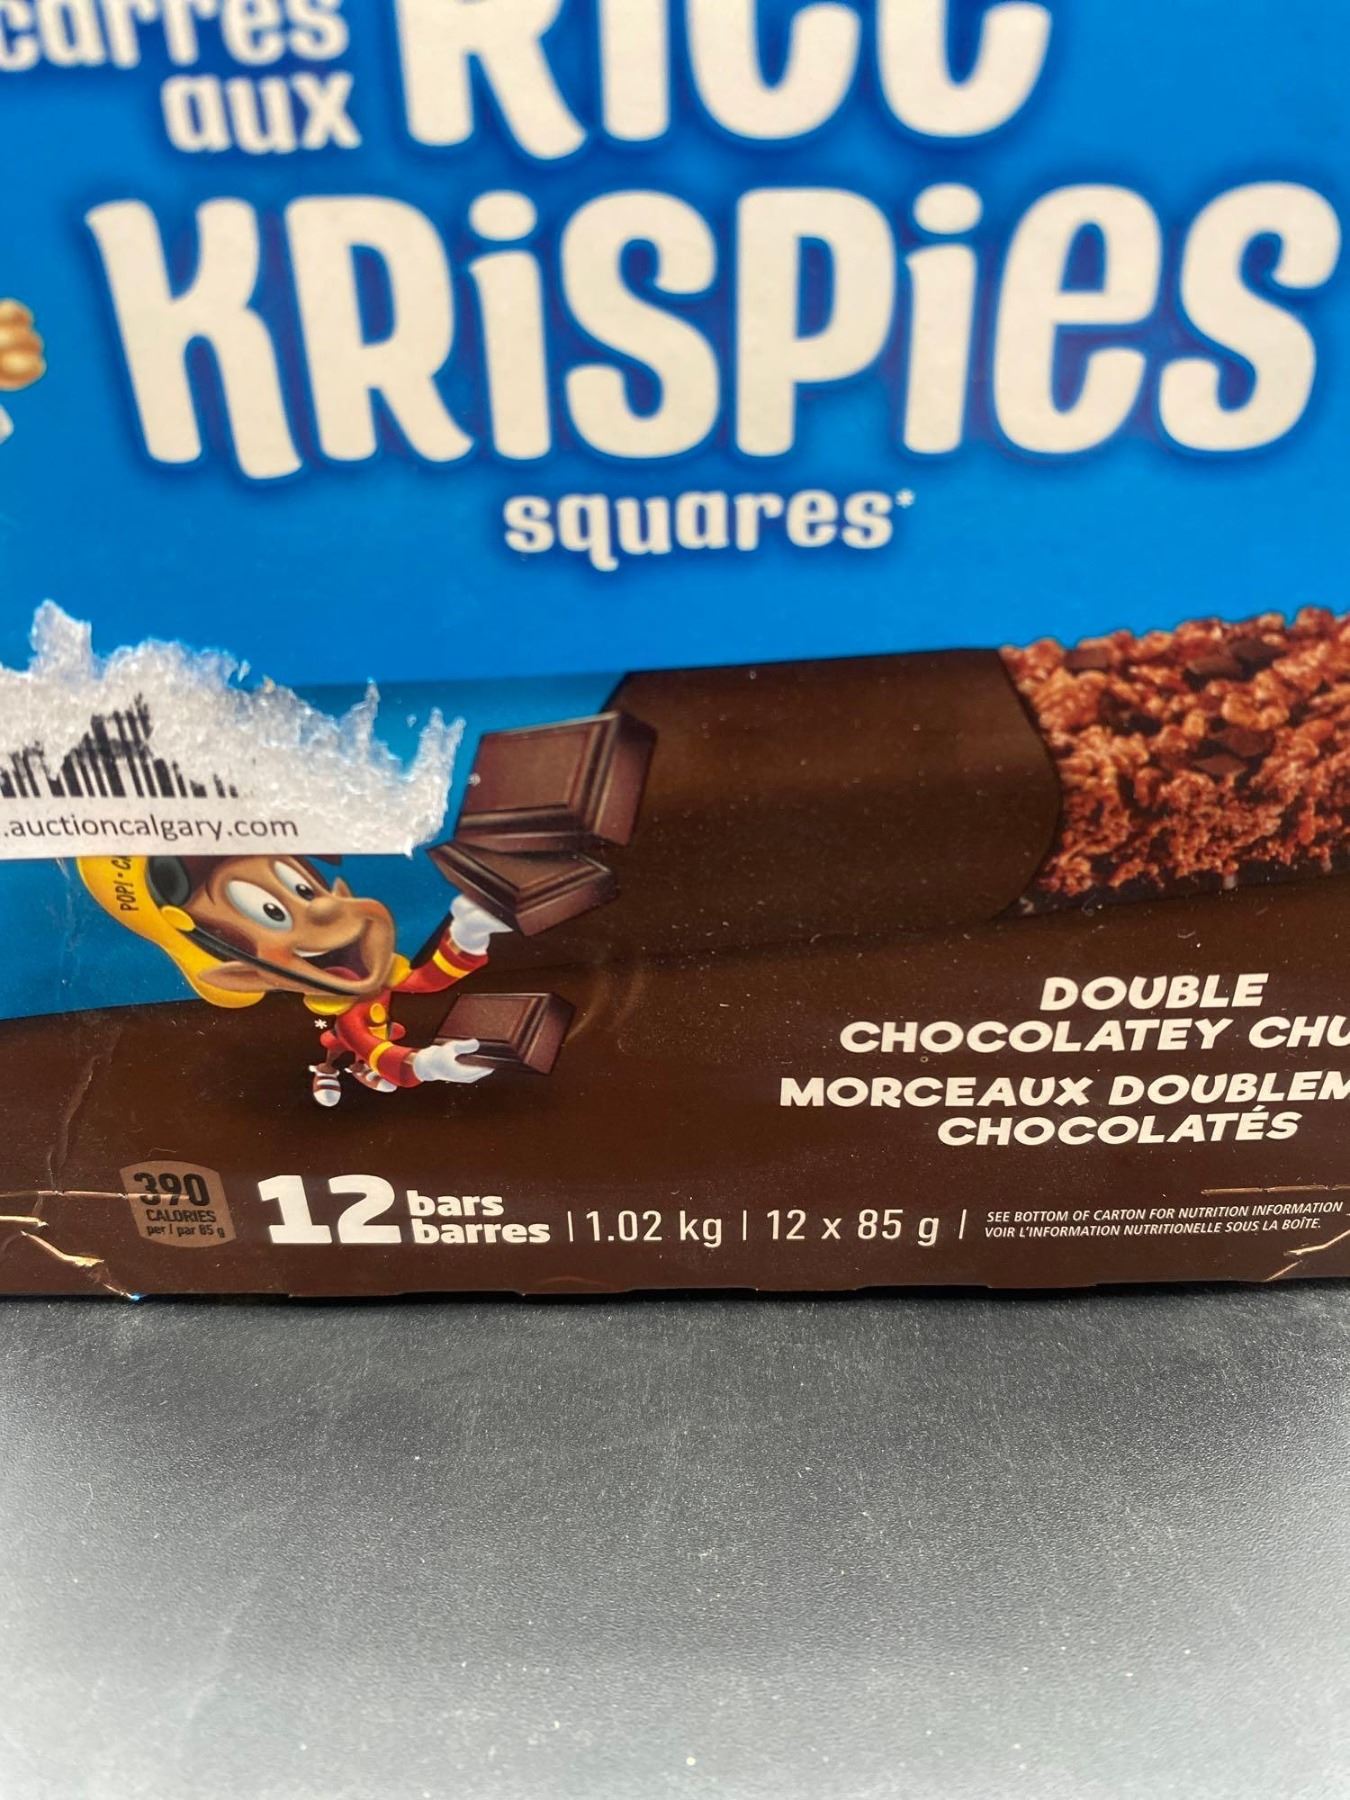 carrés
aux
RICE
KRiSPiES
squares*
.auctioncalgary.com
POP! - C
*
DOUBLE
CHOCOLATEY CHU
MORCEAUX DOUBLEM
CHOCOLATÉS
390
CALORIES
per / par 85 g
12 bars
barres | 1.02 kg | 12 x 85 g |
SEE BOTTOM OF CARTON FOR NUTRITION INFORMATION
VOIR L'INFORMATION NUTRITIONELLE SOUS LA BOÎTE.